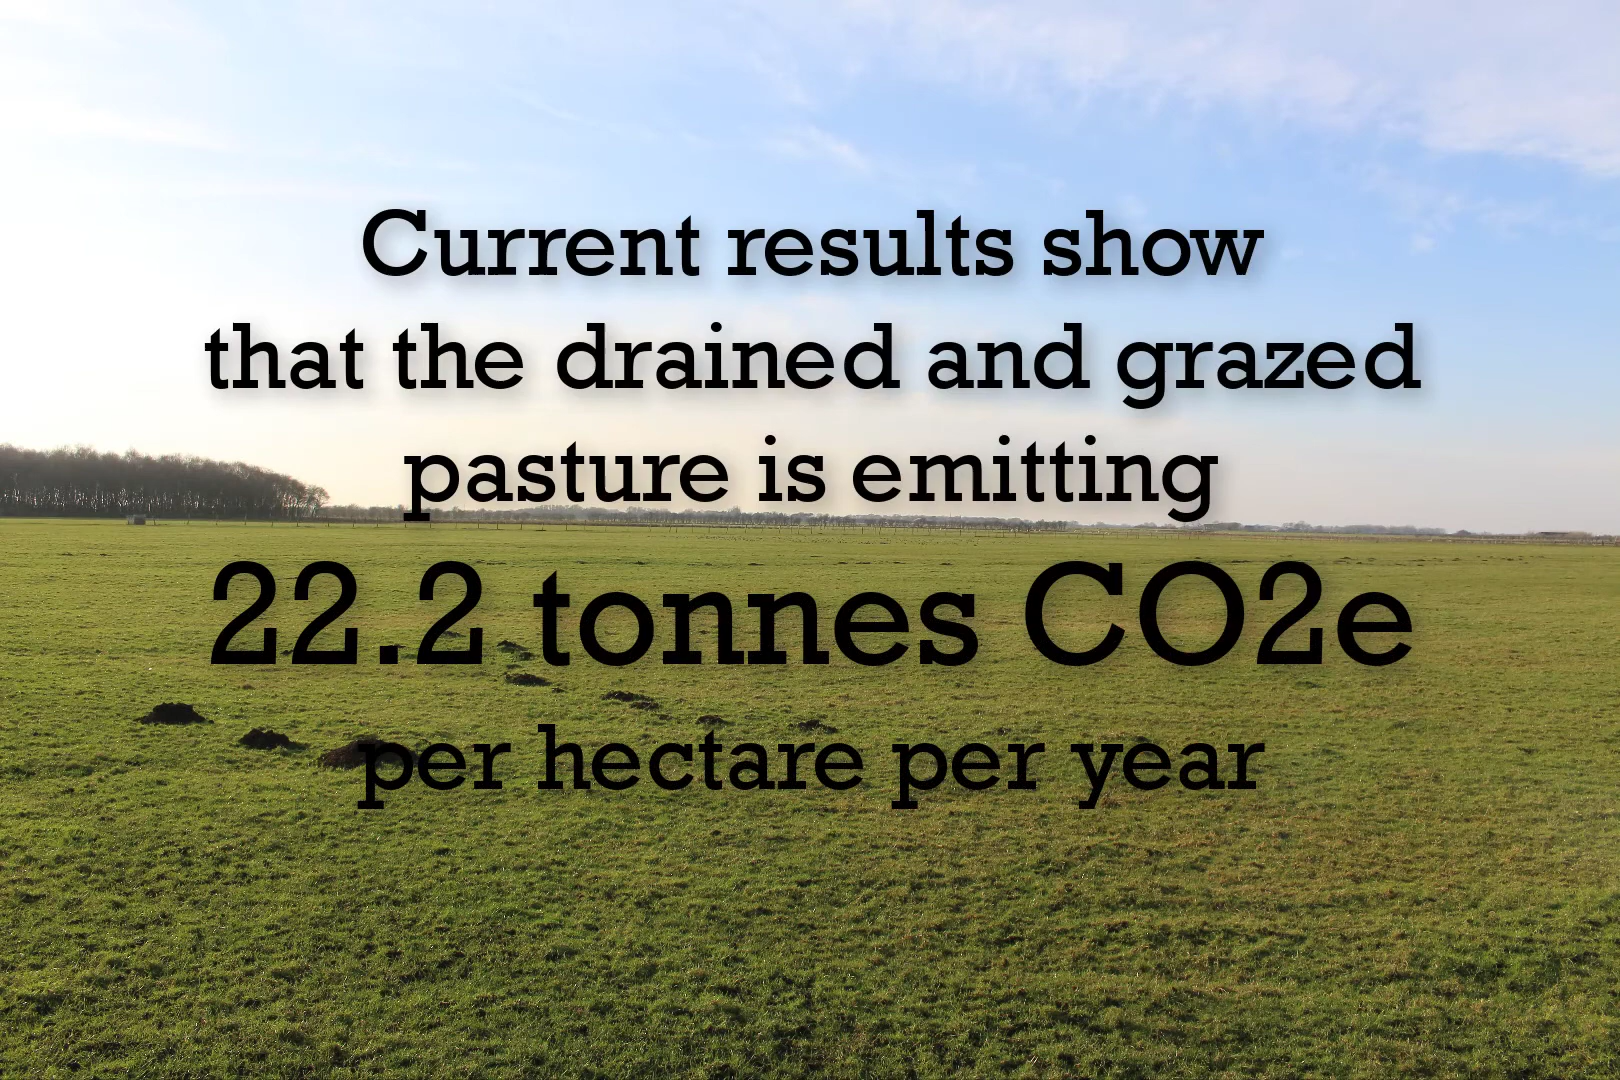 Current results show
that the drained and grazed
pasture is emitting
22.2 tonnes CO2e
per hectare per year